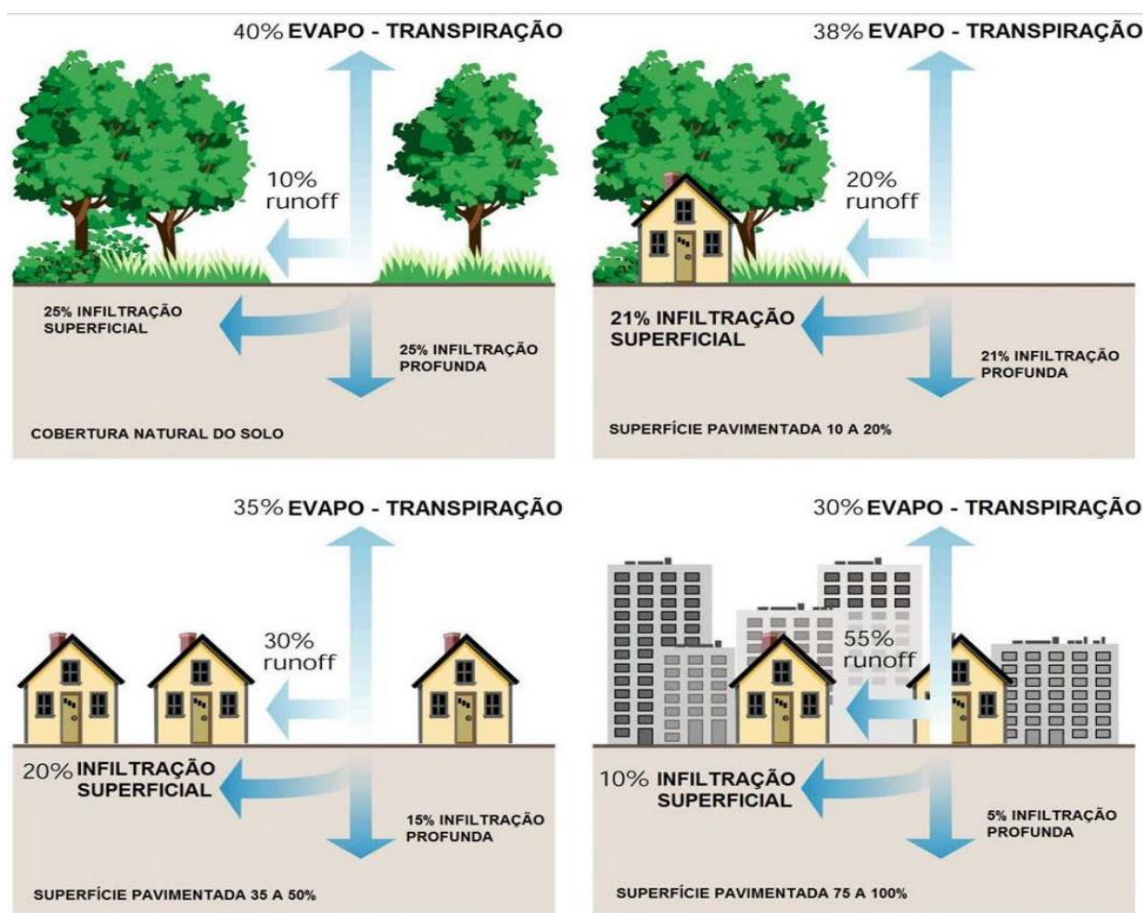 40% EVAPO - TRANSPIRAÇÃO
10%
runoff
25% INFILTRAÇÃO
SUPERFICIAL
25% INFILTRAÇÃO
PROFUNDA
COBERTURA NATURAL DO SOLO
38% EVAPO - TRANSPIRAÇÃO
20%
runoff
21% INFILTRAÇÃO
SUPERFICIAL
21% INFILTRAÇÃO
PROFUNDA
SUPERFÍCIE PAVIMENTADA 10 A 20%
35% EVAPO - TRANSPIRAÇÃO
30%
runoff
20% INFILTRAÇÃO
SUPERFICIAL
15% INFILTRAÇÃO
PROFUNDA
SUPERFÍCIE PAVIMENTADA 35 A 50%
30% EVAPO - TRANSPIRAÇÃO
55%
runoff
10% INFILTRAÇÃO
SUPERFICIAL
5% INFILTRAÇÃO
PROFUNDA
SUPERFÍCIE PAVIMENTADA 75 A 100%